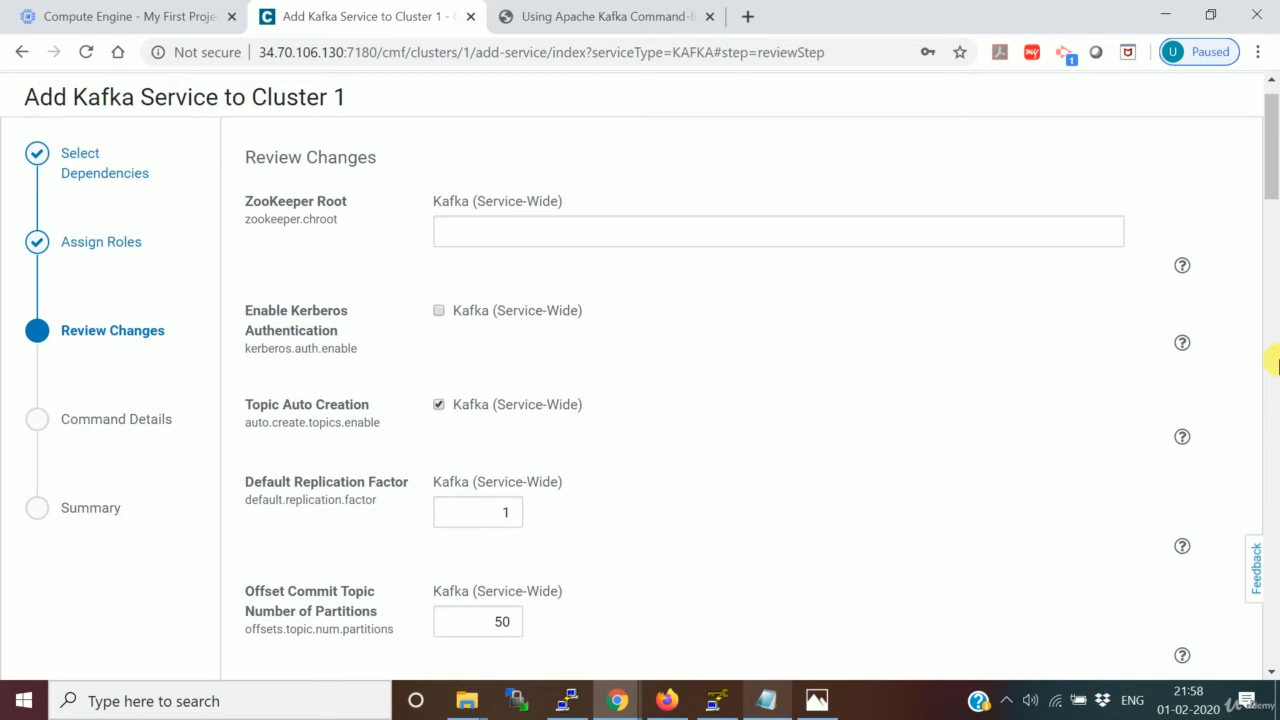 Compute Engine - My First Proje
Add Kafka Service to Cluster 1 -
Using Apache Kafka Command-li
Not secure
34.70.106.130:7180/cmf/clusters/1/add-service/index?serviceType=KAFKA#step=reviewStep
1
U Paused
Add Kafka Service to Cluster 1
Select
Dependencies
Assign Roles
Review Changes
Command Details
Summary
Review Changes
ZooKeeper Root
zookeeper.chroot
Kafka (Service-Wide)
Enable Kerberos
Authentication
kerberos.auth.enable
Kafka (Service-Wide)
Topic Auto Creation
auto.create.topics.enable
Kafka (Service-Wide)
Default Replication Factor
default.replication.factor
Kafka (Service-Wide)
1
Offset Commit Topic
Number of Partitions
offsets.topic.num.partitions
Kafka (Service-Wide)
50
Feedback
Type here to search
ENG
21:58
01-02-2020
Udemy